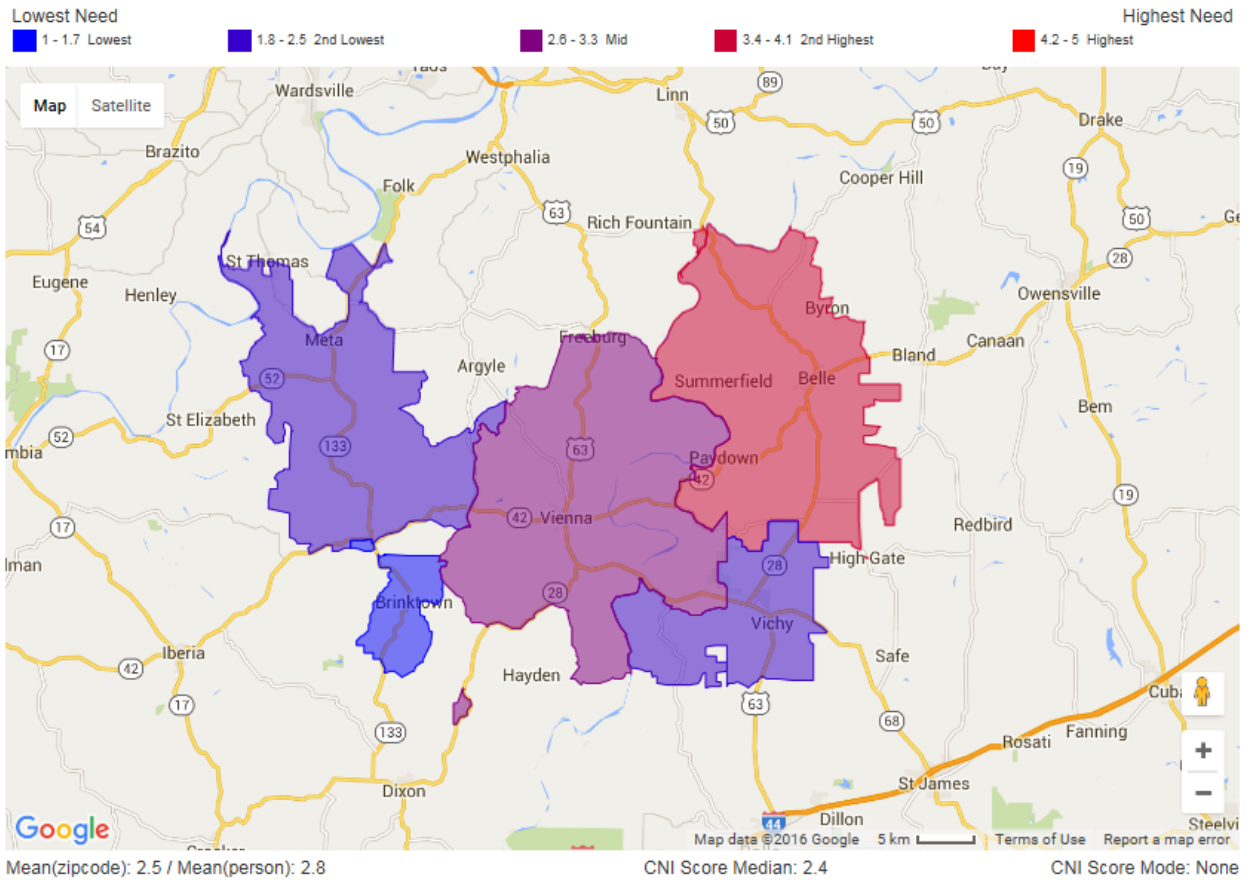 Lowest Need Highest Need
1 - 1.7 Lowest 1.8 - 2.5 2nd Lowest 2.6 - 3.3 Mid 3.4 - 4.1 2nd Highest 4.2 - 5 Highest
Wardsville
Linn
89
Map Satellite
50
50
Drake
Brazito
Westphalia
19
Folk
Cooper Hill
63
50
54
Rich Fountain
28
St Thomas
Eugene
Henley
Owensville
Byron
Meta
Freeburg
Canaan
17
Bland
Argyle
52
Summerfield
Belle
Bem
St Elizabeth
52
133
63
mbia
Paydown
42
19
42
Vienna
17
Redbird
lman
High Gate
28
28
Brinktown
Vichy
Iberia
Safe
42
Hayden
17
63
Cuba
68
133
Fanning
Rosati
St James
Dixon
44
Dillon
Steelvi
Google
Map data ©2016 Google 5 km Terms of Use Report a map error
Mean(zipcode): 2.5 / Mean(person): 2.8 CNI Score Median: 2.4 CNI Score Mode: None